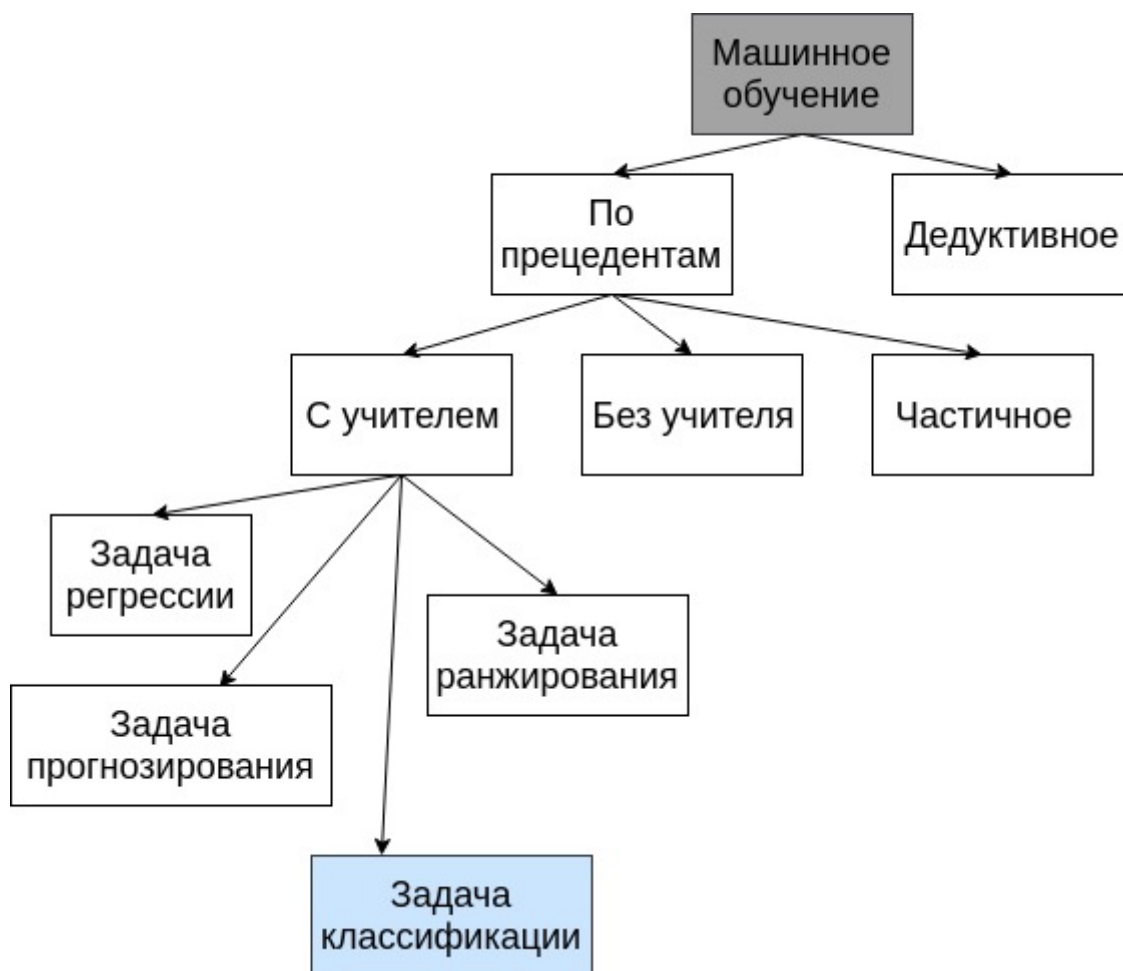 Машинное
обучение
По
прецедентам
Дедуктивное
С учителем
Без учителя
Частичное
Задача
регрессии
Задача
ранжирования
Задача
прогнозирования
Задача
классификации